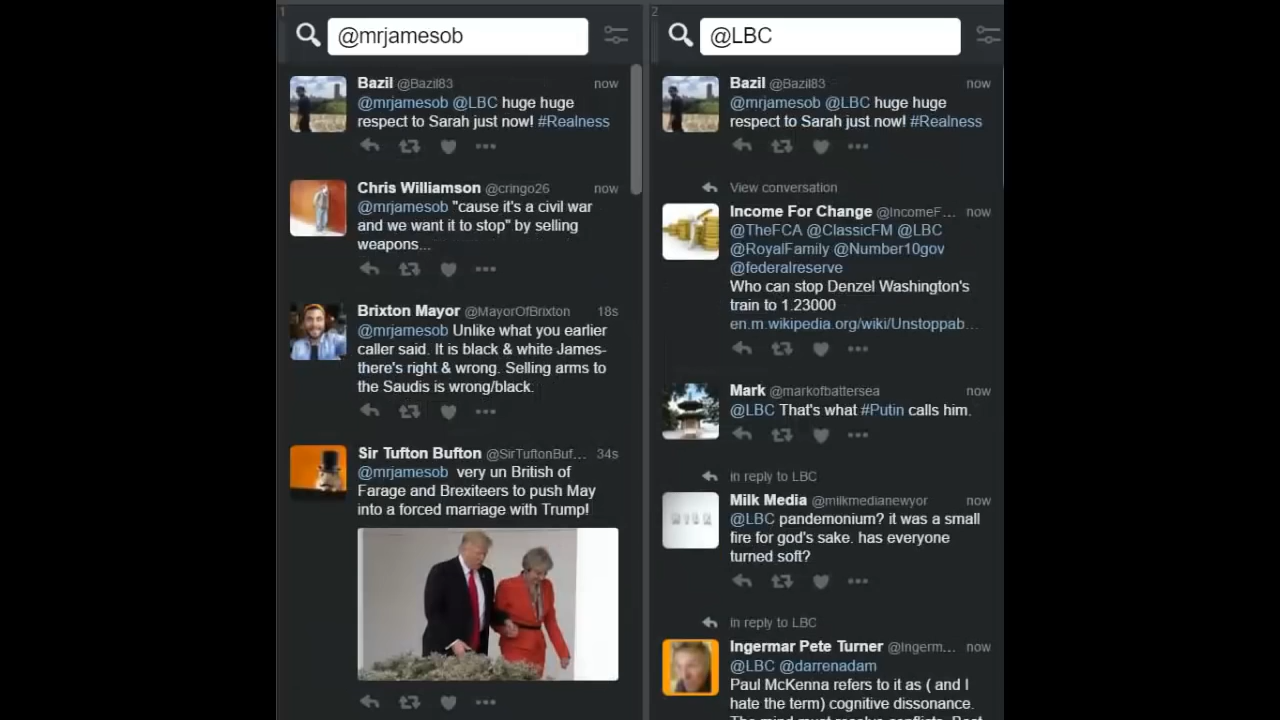 1
@mrjamesob
Bazil @Bazil83 now
@mrjamesob @LBC huge huge
respect to Sarah just now! #Realness
Chris Williamson @cringo26 now
@mrjamesob "cause it's a civil war
and we want it to stop" by selling
weapons...
Brixton Mayor @MayorOfBrixton 18s
@mrjamesob Unlike what you earlier
caller said. It is black & white James-
there's right & wrong. Selling arms to
the Saudis is wrong/black.
Sir Tufton Bufton @SirTuftonBuf... 34s
@mrjamesob very un British of
Farage and Brexiteers to push May
into a forced marriage with Trump!
2
@LBC
Bazil @Bazil83 now
@mrjamesob @LBC huge huge
respect to Sarah just now! #Realness
View conversation
Income For Change @IncomeF... now
@TheFCA @ClassicFM @LBC
@RoyalFamily @Number10gov
@federalreserve
Who can stop Denzel Washington's
train to 1.23000
en.m.wikipedia.org/wiki/Unstoppab...
Mark @markofbattersea now
@LBC That's what #Putin calls him.
in reply to LBC
Milk Media @milkmedianewyor now
@LBC pandemonium? it was a small
fire for god's sake. has everyone
turned soft?
in reply to LBC
Ingermar Pete Turner @Ingerm... now
@LBC @darrenadam
Paul McKenna refers to it as ( and I
hate the term) cognitive dissonance.
The mind must resolve conflicts. Best